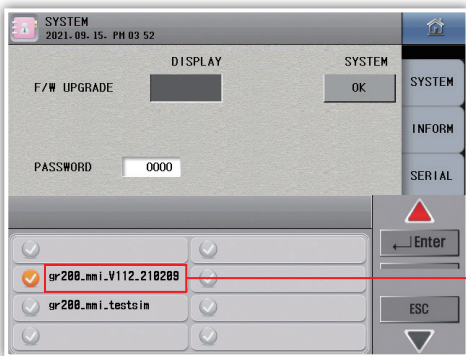 SYSTEM
2021. 09. 15. PM 03 52
DISPLAY
SYSTEM
F/W UPGRADE
OK
SYSTEM
INFORM
PASSWORD
0000
SERIAL
Enter
gr200_mmi_V112_210209
gr200_mmi_testsim
ESC